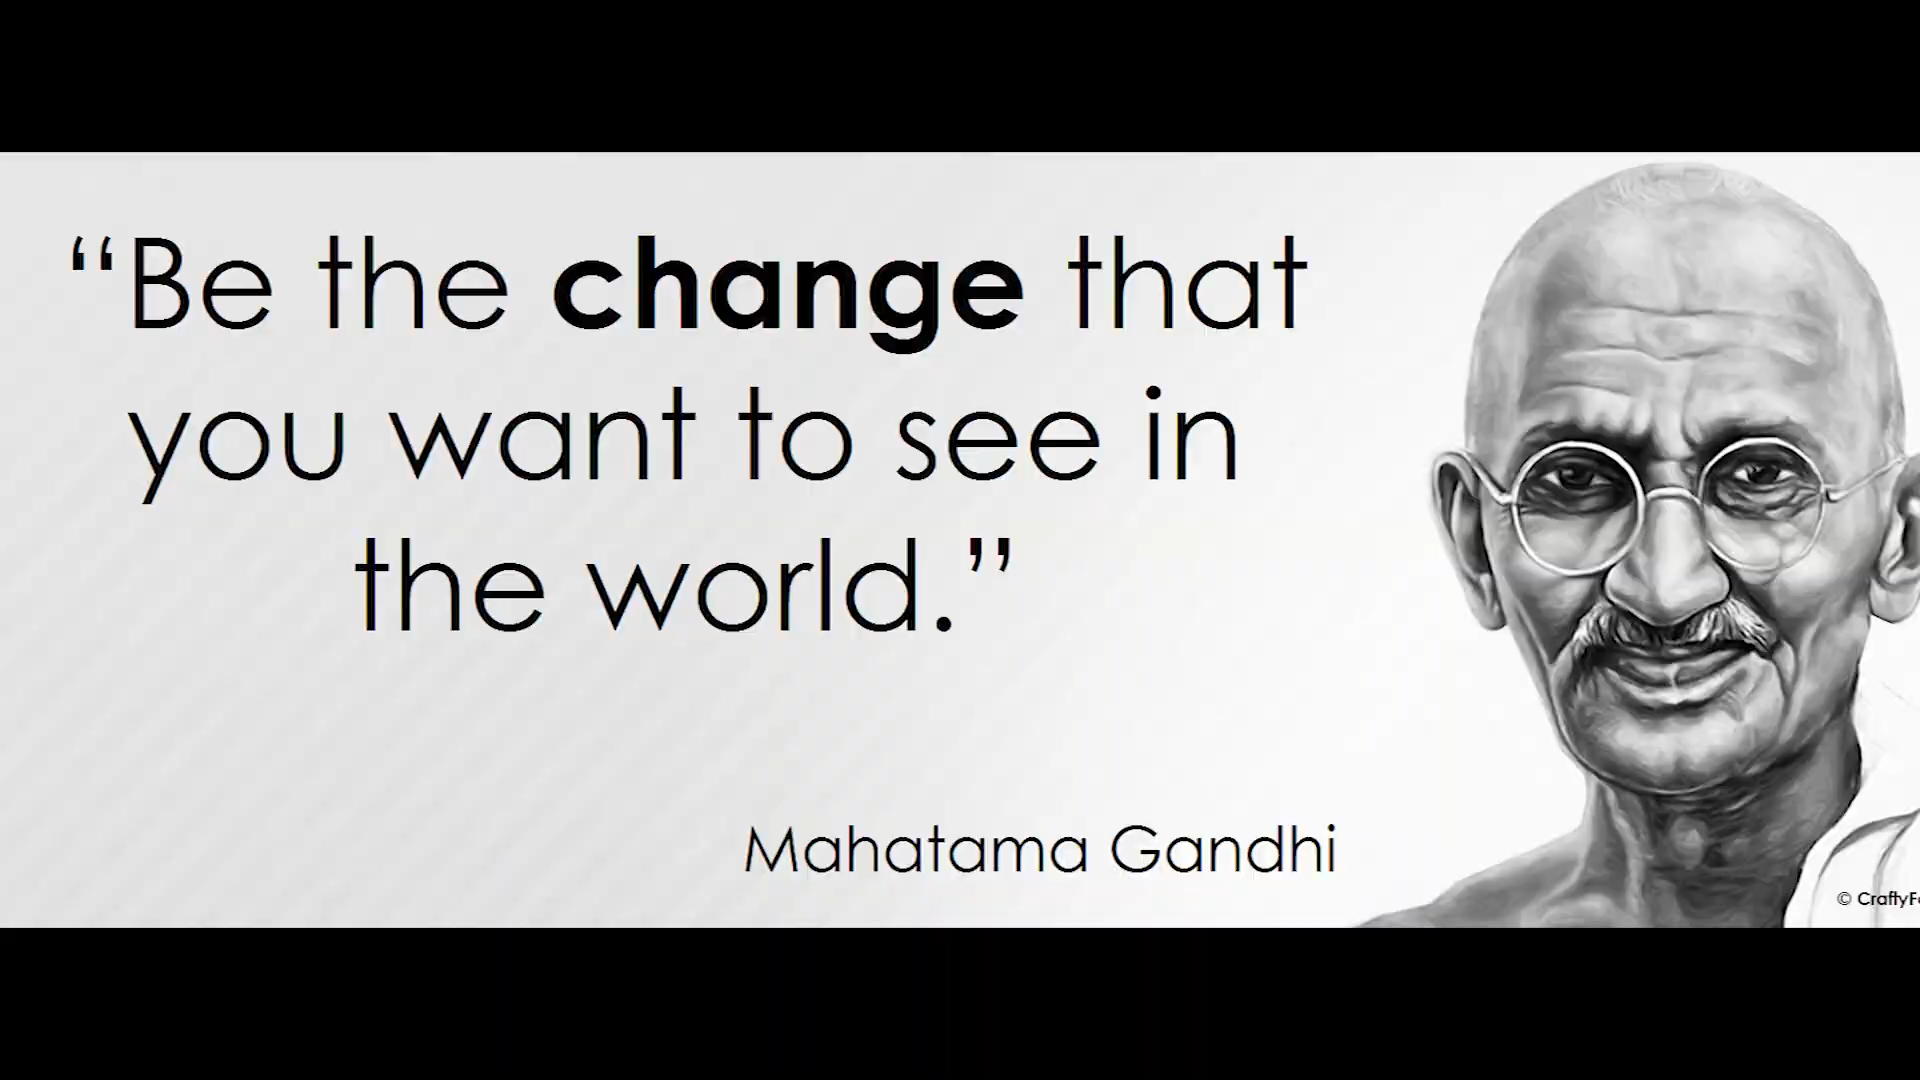 “Be the change that
you want to see in
the world.”
Mahatama Gandhi
©